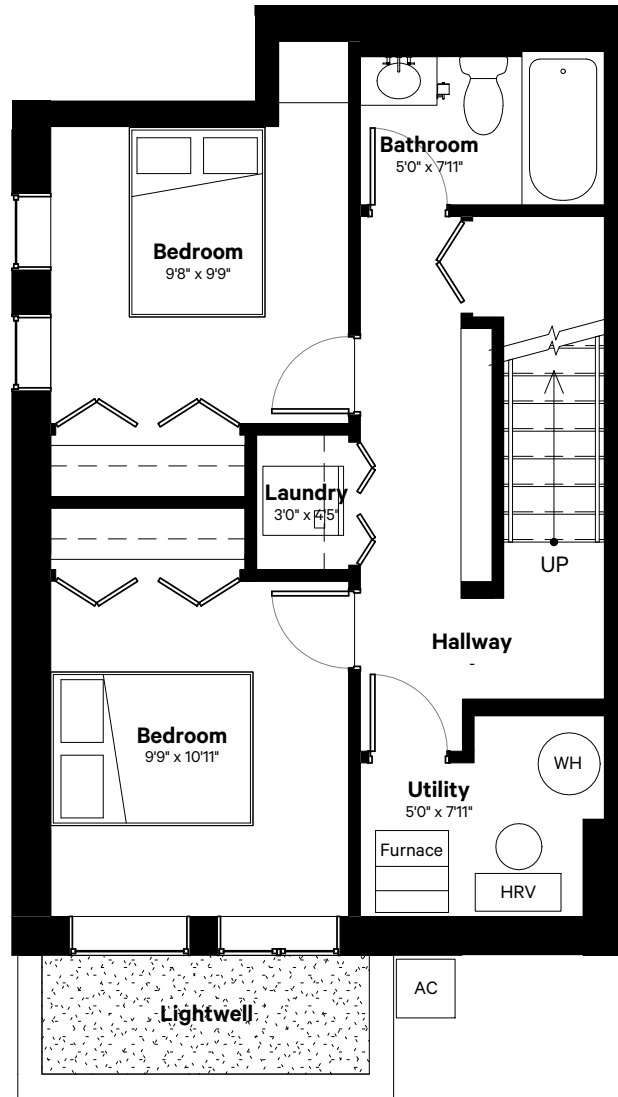 Bathroom
5'0" x 7'11"
Bedroom
9'8" x 9'9"
Laundry
3'0" x 4'5"
UP
Hallway
-
Bedroom
9'9" x 10'11"
WH
Utility
5'0" x 7'11"
Furnace
HRV
AC
Lightwell